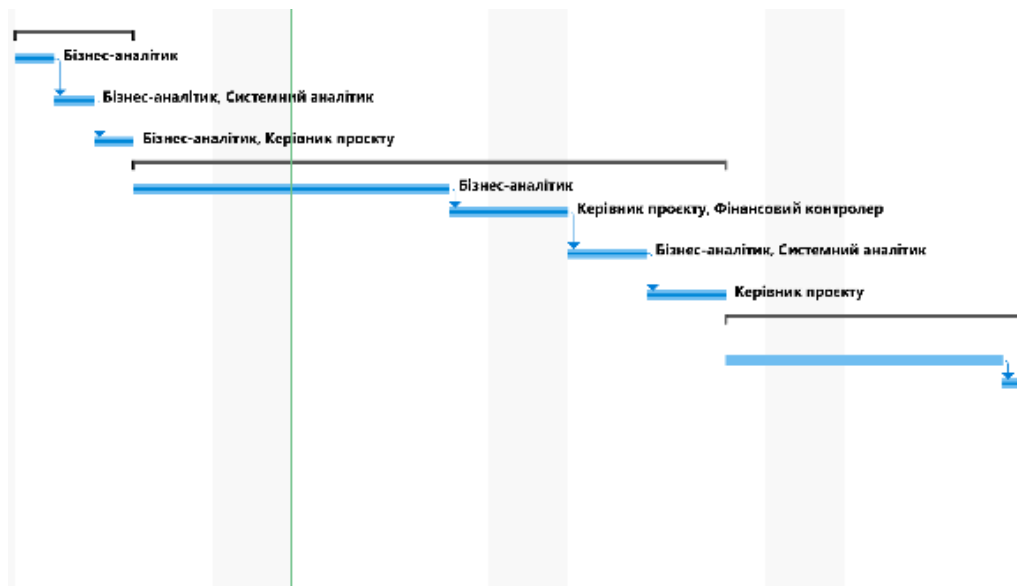 Бізнес-аналітик
Бізнес-аналітик, Системний аналітик
Бізнес-аналітик, Керівник проєкту
Бізнес-аналітик
Керівник проєкту, Фінансовий контролер
Бізнес-аналітик, Системний аналітик
Керівник проєкту